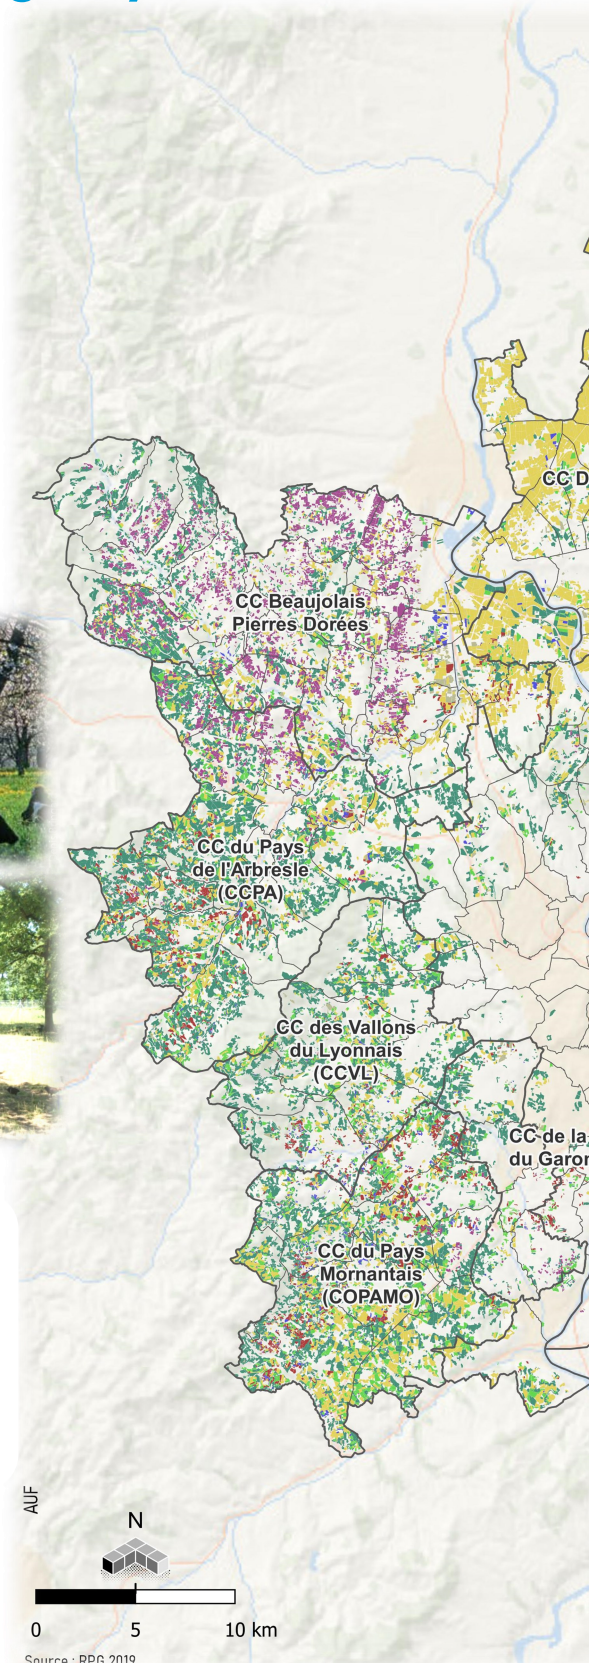 CC D
CC Beaujolais
Pierres Dorées
CC du Pays
de l'Arbresle
(CCPA)
CC des Vallons
du Lyonnais
(CCVL)
CC de la
du Garon
CC du Pays
Mornantais
(COPAMO)
AUF
N
0 5 10 km
Source : RPG 2019